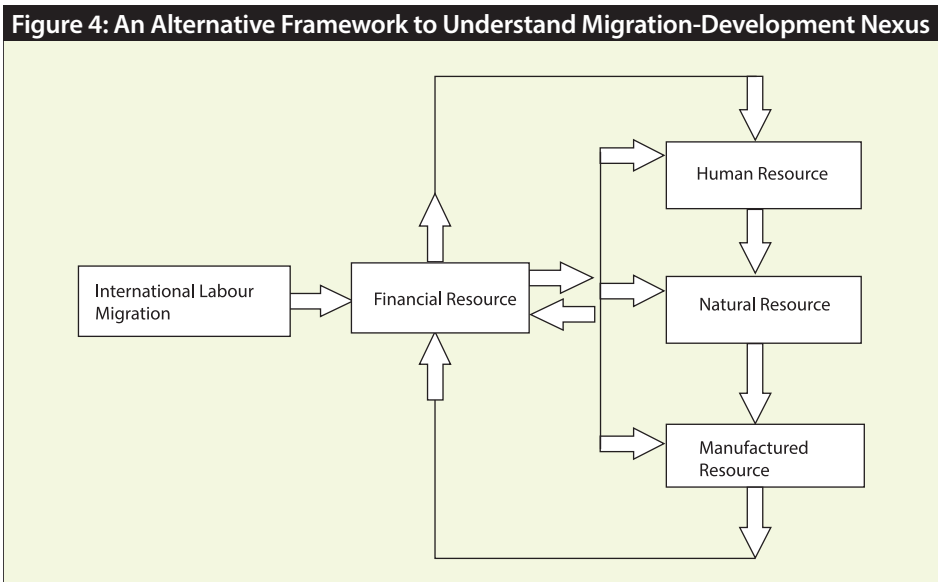 Figure 4: An Alternative Framework to Understand Migration-Development Nexus
Human Resource
International Labour
Migration
Financial Resource
Natural Resource
Manufactured
Resource